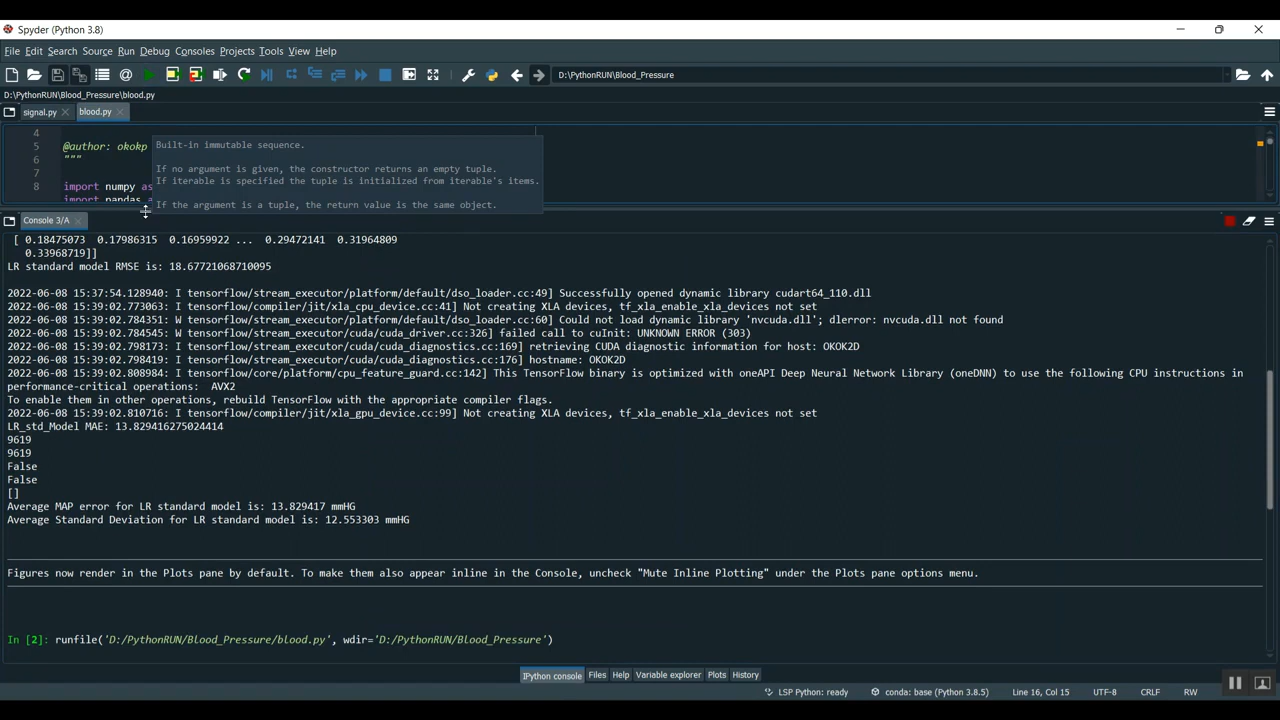 Spyder (Python 3.8)
File Edit Search Source Run Debug Consoles Projects Tools View Help
D:\PythonRUN\Blood_Pressure
D:\PythonRUN\Blood_Pressure\blood.py
signal.py blood.py
4
5 @author: okokp
6 """
7
8 import numpy as
import pandas a
Built-in immutable sequence.
If no argument is given, the constructor returns an empty tuple.
If iterable is specified the tuple is initialized from iterable's items.
If the argument is a tuple, the return value is the same object.
Console 3/A
[ 0.18475073 0.17986315 0.16959922 ... 0.29472141 0.31964809
0.33968719]]
LR standard model RMSE is: 18.67721068710095
2022-06-08 15:37:54.128940: I tensorflow/stream_executor/platform/default/dso_loader.cc:49] Successfully opened dynamic library cudart64_110.dll
2022-06-08 15:39:02.773063: I tensorflow/compiler/jit/xla_cpu_device.cc:41] Not creating XLA devices, tf_xla_enable_xla_devices not set
2022-06-08 15:39:02.784351: W tensorflow/stream_executor/platform/default/dso_loader.cc:60] Could not load dynamic library 'nvcuda.dll'; dlerror: nvcuda.dll not found
2022-06-08 15:39:02.784545: W tensorflow/stream_executor/cuda/cuda_driver.cc:326] failed call to cuInit: UNKNOWN ERROR (303)
2022-06-08 15:39:02.798173: I tensorflow/stream_executor/cuda/cuda_diagnostics.cc:169] retrieving CUDA diagnostic information for host: OKOK2D
2022-06-08 15:39:02.798419: I tensorflow/stream_executor/cuda/cuda_diagnostics.cc:176] hostname: OKOK2D
2022-06-08 15:39:02.808984: I tensorflow/core/platform/cpu_feature_guard.cc:142] This TensorFlow binary is optimized with oneAPI Deep Neural Network Library (oneDNN) to use the following CPU instructions in
performance-critical operations: AVX2
To enable them in other operations, rebuild TensorFlow with the appropriate compiler flags.
2022-06-08 15:39:02.810716: I tensorflow/compiler/jit/xla_gpu_device.cc:99] Not creating XLA devices, tf_xla_enable_xla_devices not set
LR_std_Model MAE: 13.829416275024414
9619
9619
False
False
[]
Average MAP error for LR standard model is: 13.829417 mmHG
Average Standard Deviation for LR standard model is: 12.553303 mmHG
Figures now render in the Plots pane by default. To make them also appear inline in the Console, uncheck "Mute Inline Plotting" under the Plots pane options menu.
In [2]: runfile('D:/PythonRUN/Blood_Pressure/blood.py', wdir='D:/PythonRUN/Blood_Pressure')
IPython console Files Help Variable explorer Plots History
LSP Python: ready conda: base (Python 3.8.5) Line 16, Col 15 UTF-8 CRLF RW